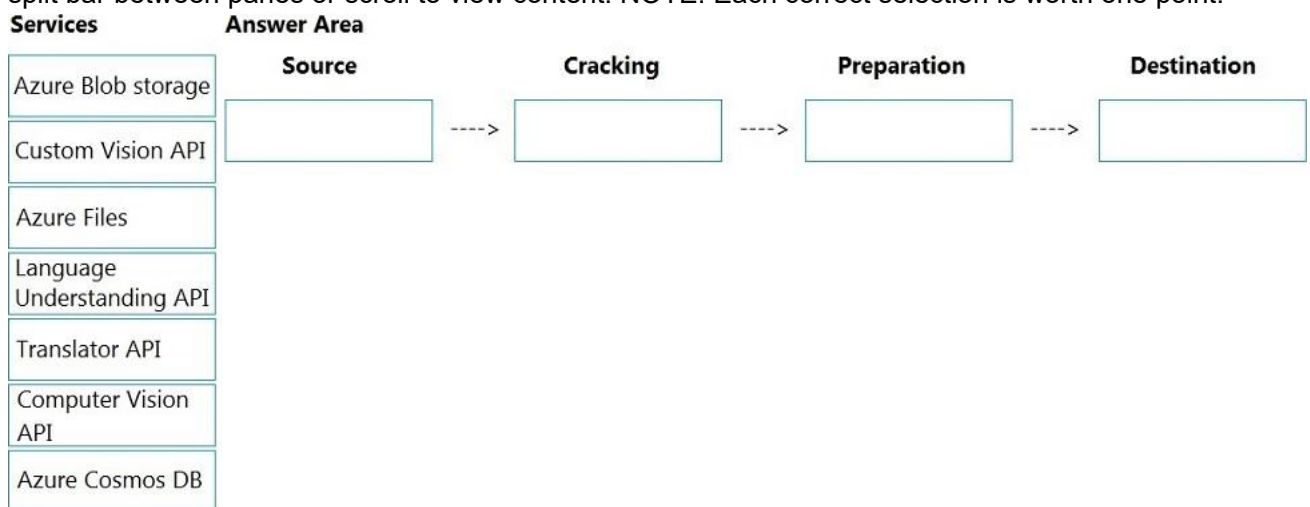 split bar between panes or scroll to view content. NOTE: Each correct selection is worth one point.
Services
Answer Area
Source
Cracking
Preparation
Destination
Azure Blob storage
---->
---->
---->
Custom Vision API
Azure Files
Language
Understanding API
Translator API
Computer Vision
API
Azure Cosmos DB